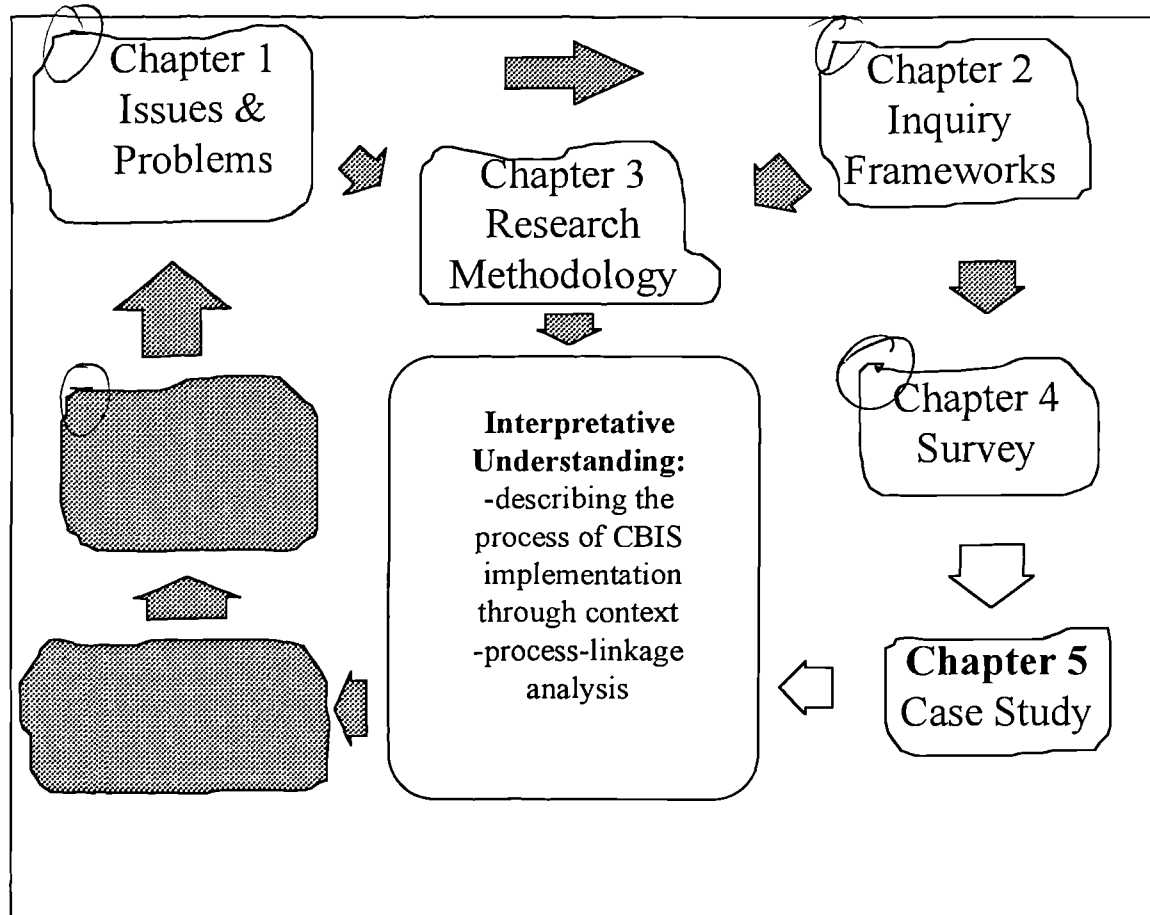 Chapter 1
Issues &
Problems
Chapter 2
Inquiry
Frameworks
Chapter 3
Research
Methodology
Interpretative
Understanding:
-describing the
process of CBIS
implementation
through context
-process-linkage
analysis
Chapter 4
Survey
Chapter 5
Case Study